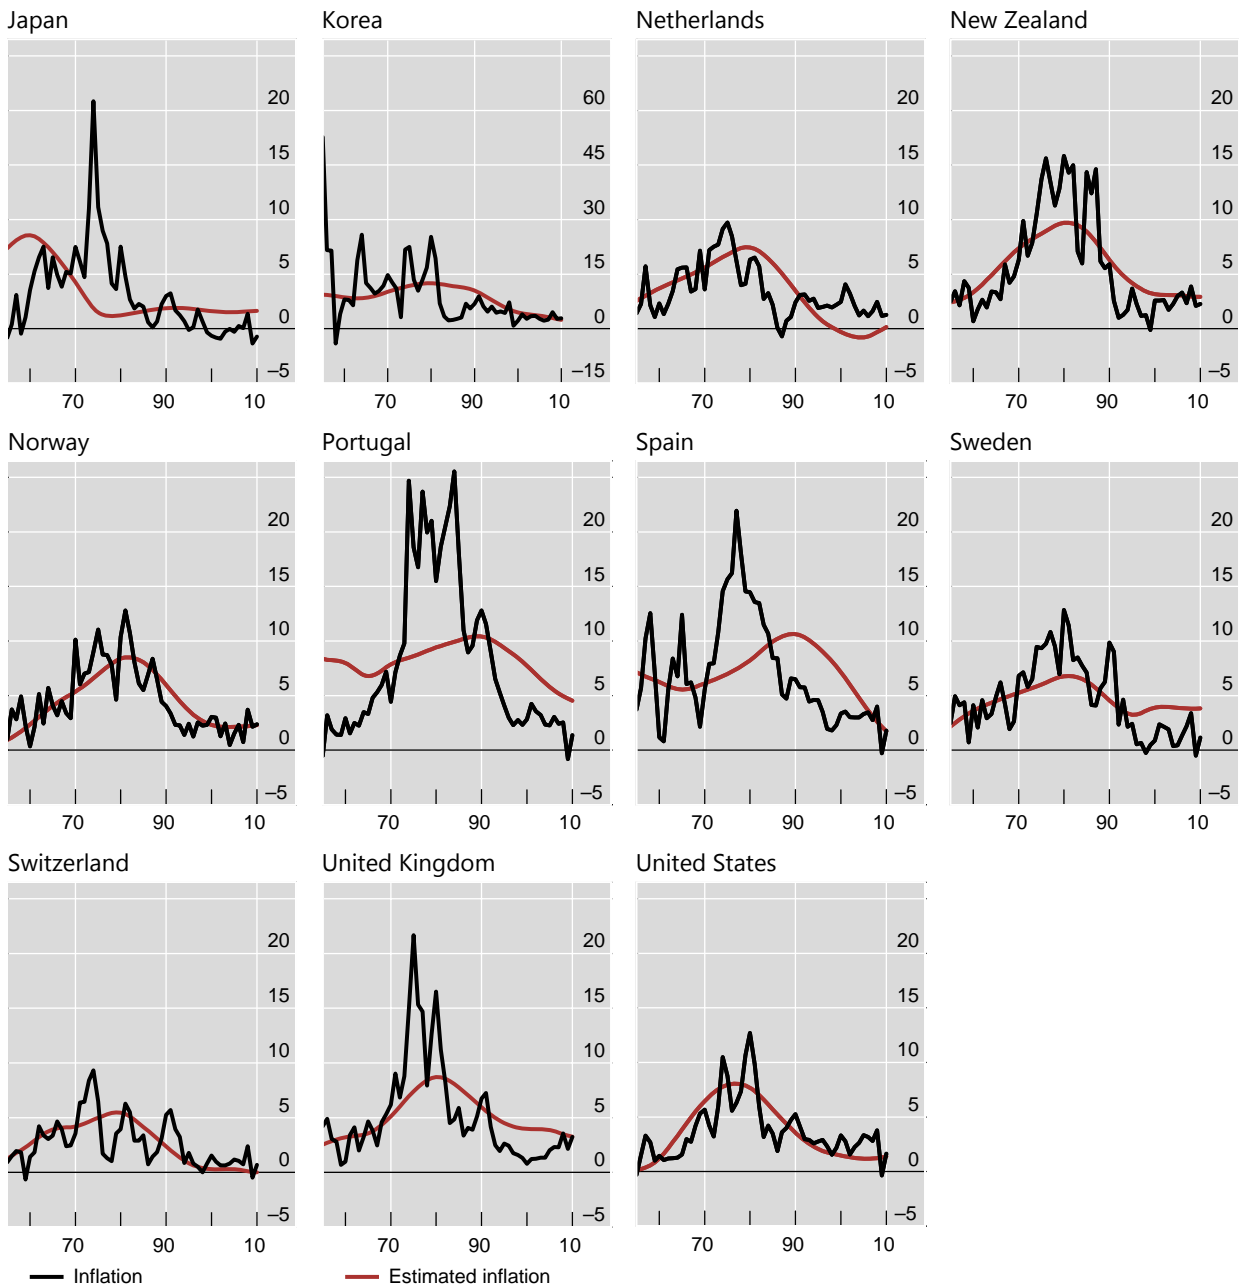 Japan Korea Netherlands New Zealand
20 60 20 20
15 45 15 15
10 30 10 10
5 15 5 5
0 0 0 0
–5 –15 –5 –5
70 90 10 70 90 10 70 90 10 70 90 10
Norway Portugal Spain Sweden
20 20 20 20
15 15 15 15
10 10 10 10
5 5 5 5
0 0 0 0
–5 –5 –5 –5
70 90 10 70 90 10 70 90 10 70 90 10
Switzerland United Kingdom United States
20 20 20
15 15 15
10 10 10
5 5 5
0 0 0
–5 –5 –5
70 90 10 70 90 10 70 90 10
Inflation Estimated inflation